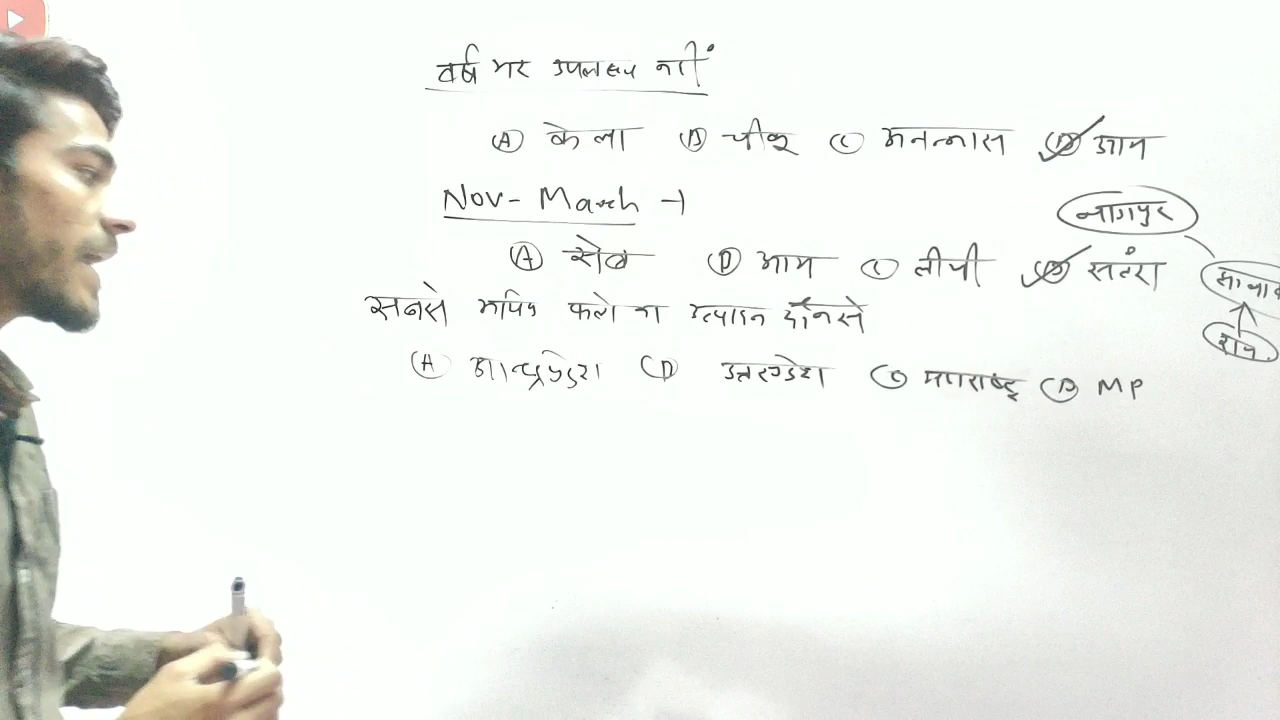 वर्ष भर उपलब्ध नहीं
(A) केला (B) चीकू (C) अनन्नास (D) आम
Nov - March →
नागपुर
(A) सेब (B) आम (C) लीची (D) संतरा
सबसे अधिक फलो का उत्पादन कौनसे
(A) आन्ध्रप्रदेश (B) उत्तरप्रदेश (C) महाराष्ट्र (D) MP